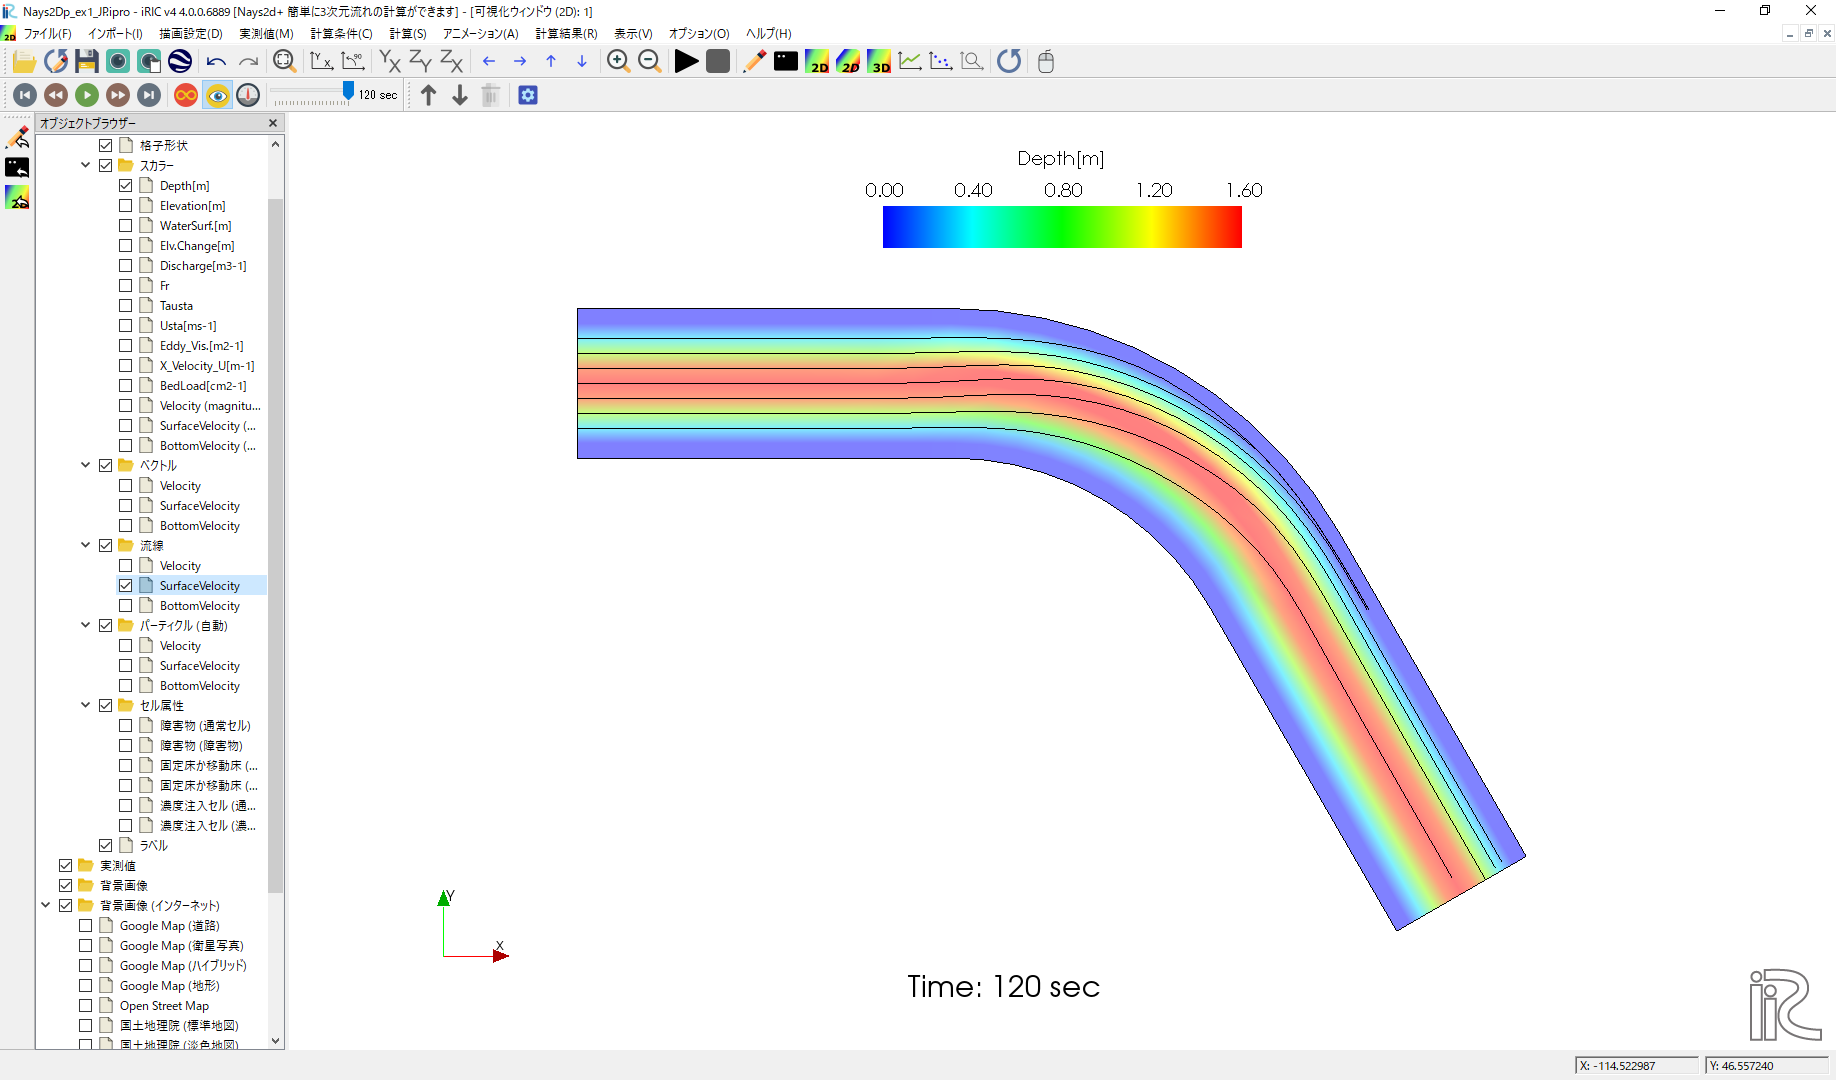 Nays2Dp_ex1_JP.ipro - iRIC v4 4.0.0.6889 [Nays2d+ 簡単に3次元流れの計算ができます] - [可視化ウィンドウ (2D): 1]
ファイル(F) インポート(I) 描画設定(D) 実測値(M) 計算条件(C) 計算(S) アニメーション(A) 計算結果(R) 表示(V) オプション(O) ヘルプ(H)
120 sec
オブジェクトブラウザー
格子形状
スカラー
Depth[m]
Elevation[m]
WaterSurf.[m]
Elv.Change[m]
Discharge[m3-1]
Fr
Tausta
Usta[ms-1]
Eddy_Vis.[m2-1]
X_Velocity_U[m-1]
BedLoad[cm2-1]
Velocity (magnitu...
SurfaceVelocity (...
BottomVelocity (...
ベクトル
Velocity
SurfaceVelocity
BottomVelocity
流線
Velocity
SurfaceVelocity
BottomVelocity
パーティクル (自動)
Velocity
SurfaceVelocity
BottomVelocity
セル属性
障害物 (通常セル)
障害物 (障害物)
固定床か移動床 (...
固定床か移動床 (...
濃度注入セル (通...
濃度注入セル (濃...
ラベル
実測値
背景画像
背景画像 (インターネット)
Google Map (道路)
Google Map (衛星写真)
Google Map (ハイブリッド)
Google Map (地形)
Open Street Map
国土地理院 (標準地図)
国土地理院 (淡色地図)
Depth[m]
0.00 0.40 0.80 1.20 1.60
Y
X
Time: 120 sec
iRIC
X: -114.522987
Y: 46.557240